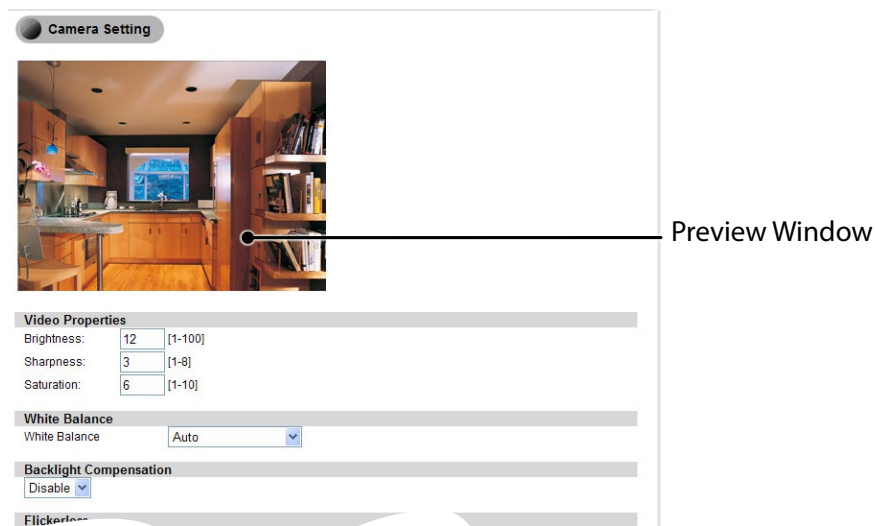 Camera Setting
Preview Window
Video Properties
Brightness: 12 [1-100]
Sharpness: 3 [1-8]
Saturation: 6 [1-10]
White Balance
White Balance Auto
Backlight Compensation
Disable
Flickerless